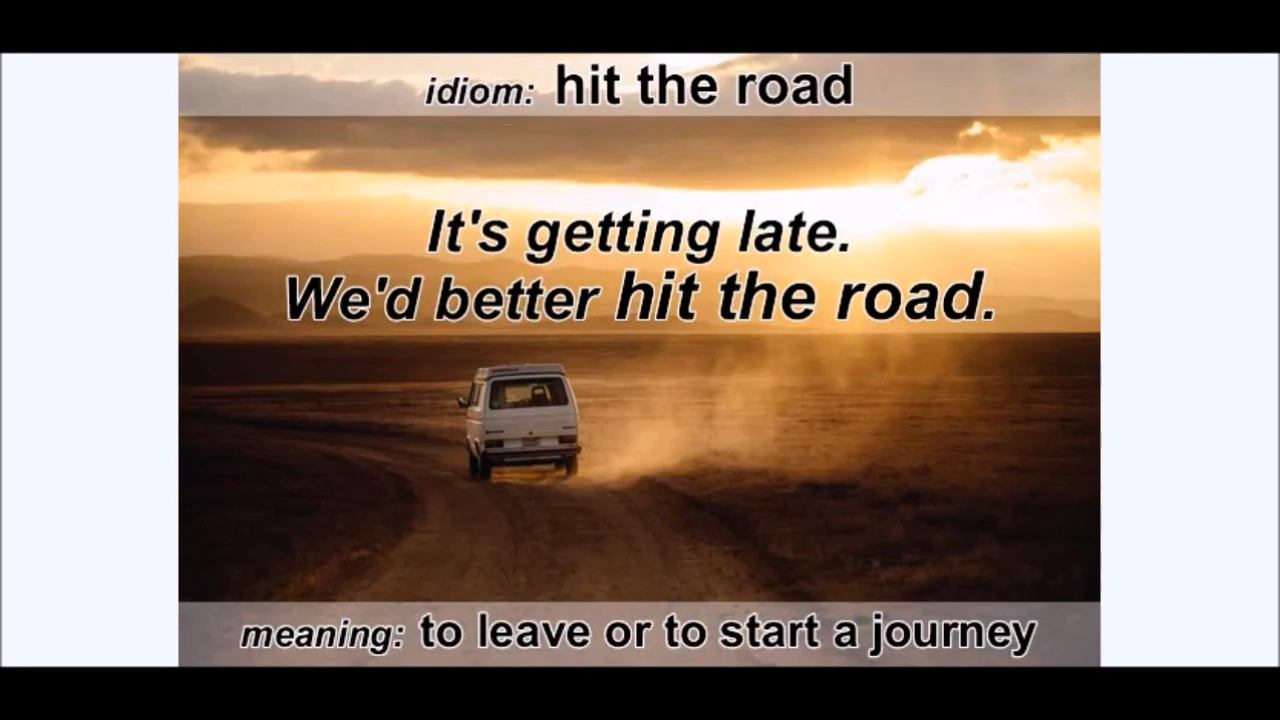 idiom: hit the road
It's getting late.
We'd better hit the road.
meaning: to leave or to start a journey